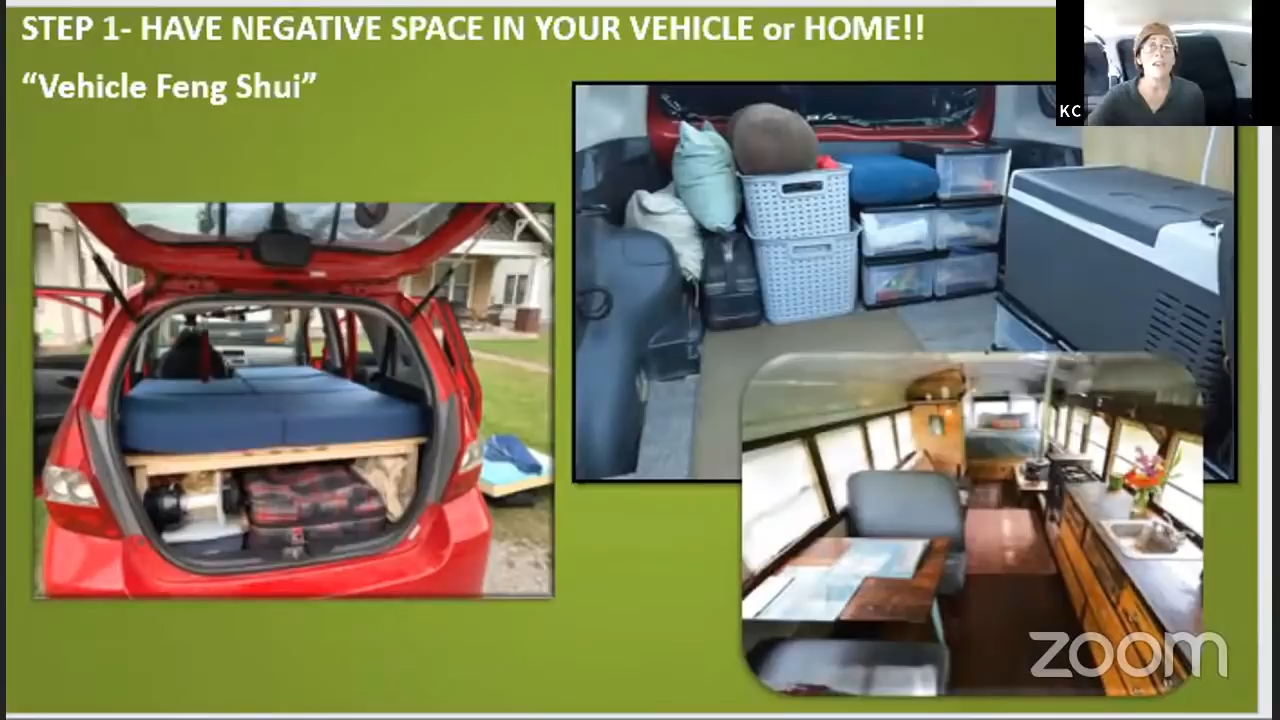 STEP 1- HAVE NEGATIVE SPACE IN YOUR VEHICLE or HOME!!
“Vehicle Feng Shui”
KC
zoom